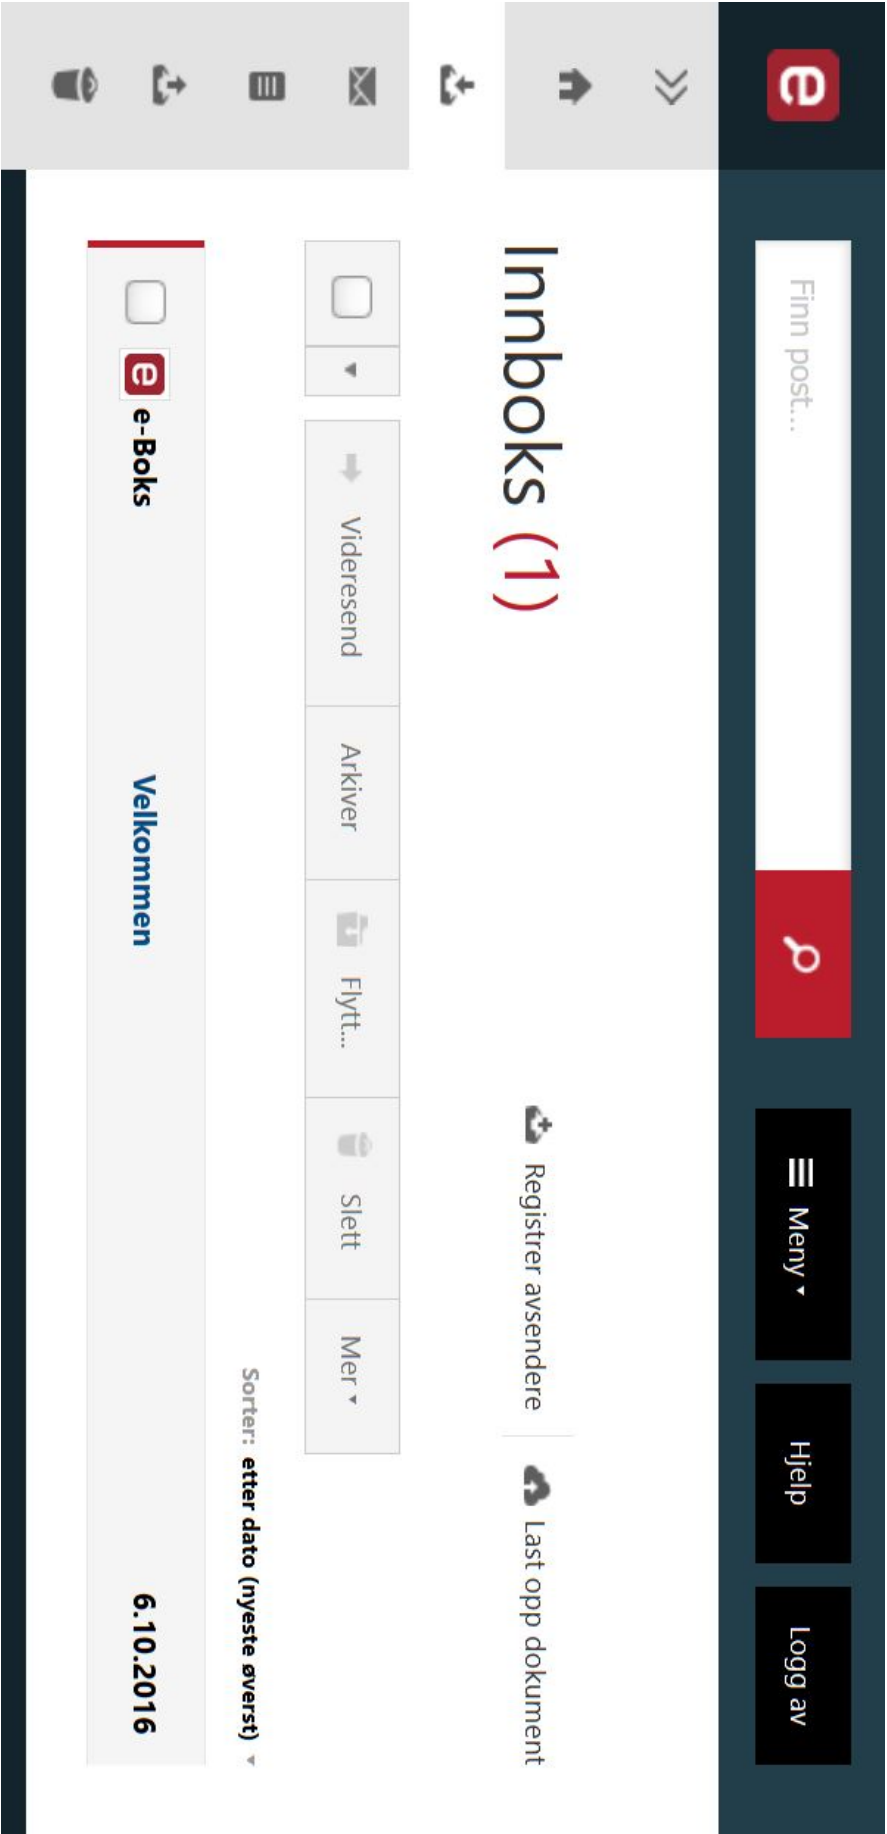 e
Finn post...
Meny
Hjelp
Logg av
Innboks (1)
Registrer avsendere
Last opp dokument
Videresend
Arkiver
Flytt...
Slett
Mer
Sorter: etter dato (nyeste øverst)
e e-Boks Velkommen 6.10.2016